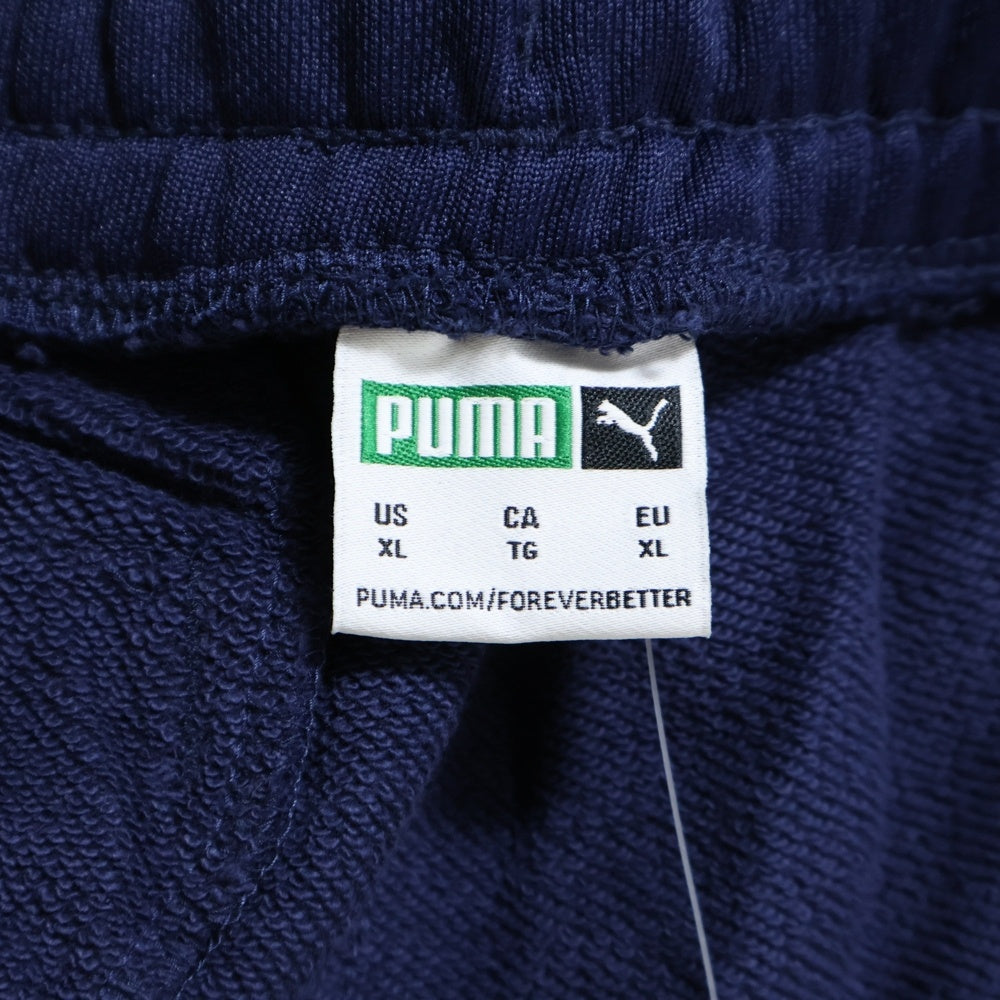 PUMA
US CA EU
XL TG XL
PUMA.COM/FOREVERBETTER